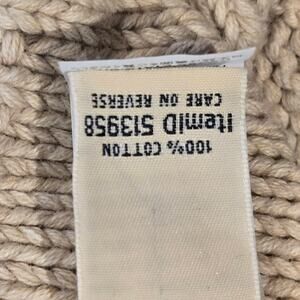 ItemID 513958
100% COTTON
CARE ON REVERSE